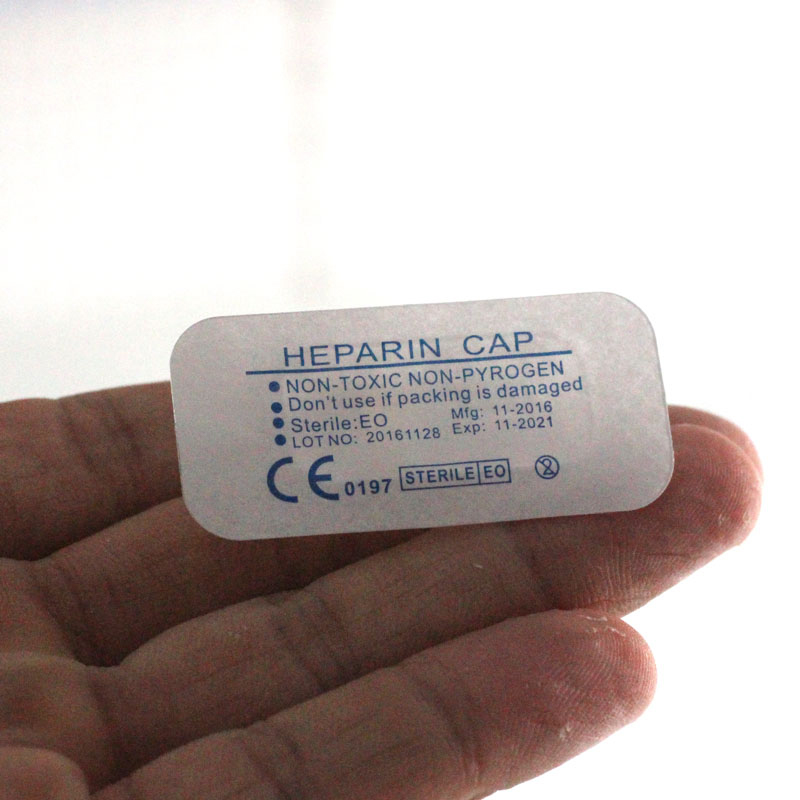 HEPARIN CAP
● NON-TOXIC NON-PYROGEN
● Don't use if packing is damaged
● Sterile:EO Mfg: 11-2016
● LOT NO: 20161128 Exp: 11-2021
CE 0197 STERILE EO 2